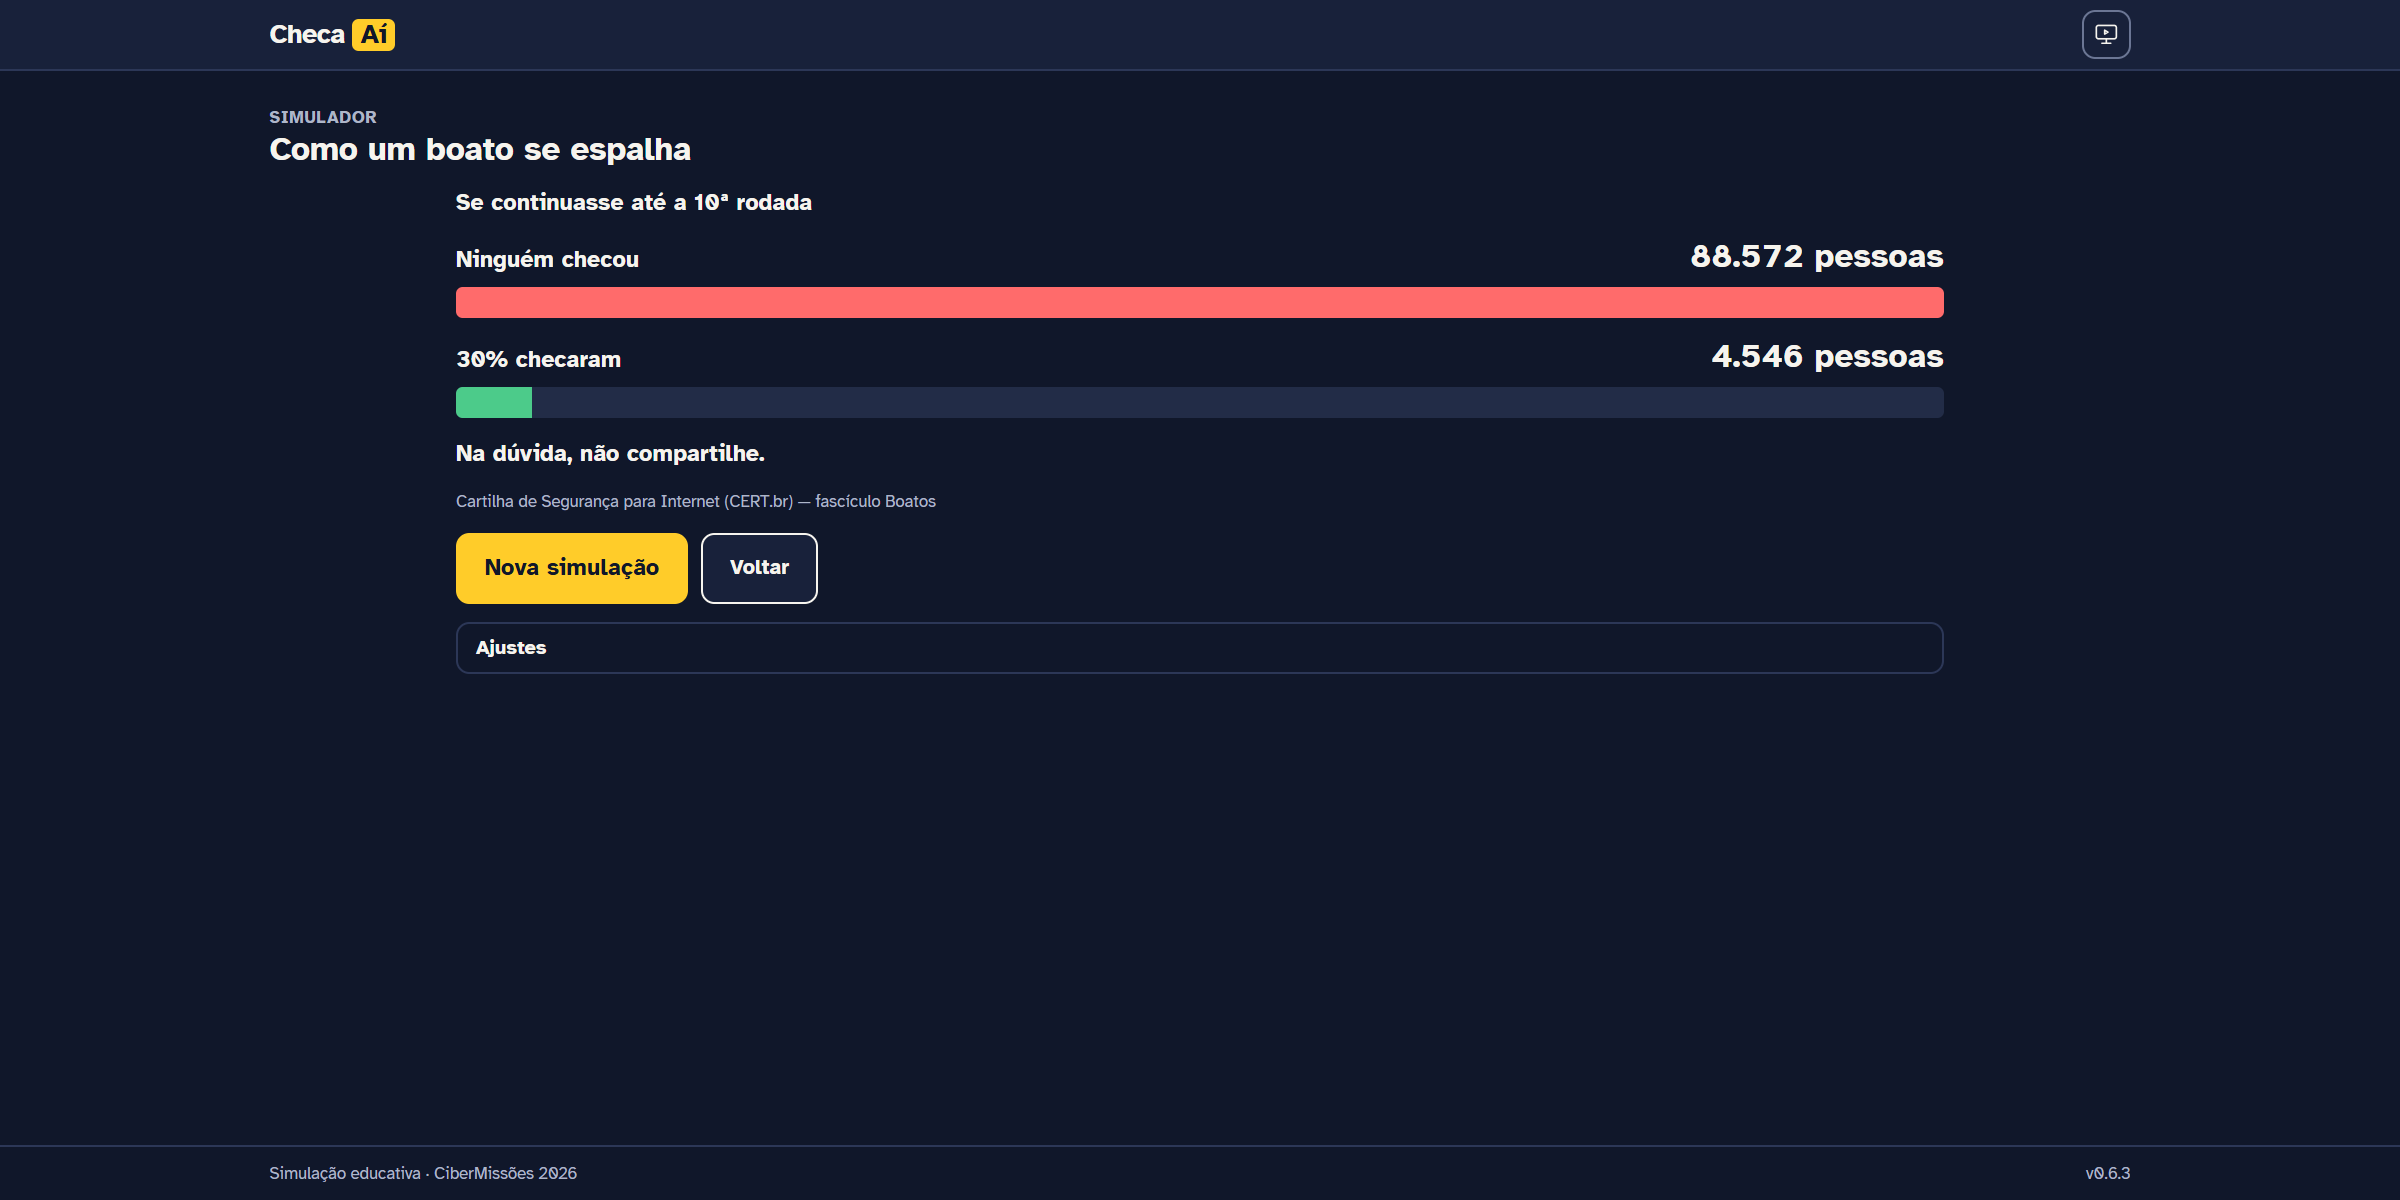 Checa Aí
SIMULADOR
Como um boato se espalha
Se continuasse até a 10ª rodada
Ninguém checou
88.572 pessoas
30% checaram
4.546 pessoas
Na dúvida, não compartilhe.
Cartilha de Segurança para Internet (CERT.br) — fascículo Boatos
Nova simulação
Voltar
Ajustes
Simulação educativa · CiberMissões 2026
v0.6.3